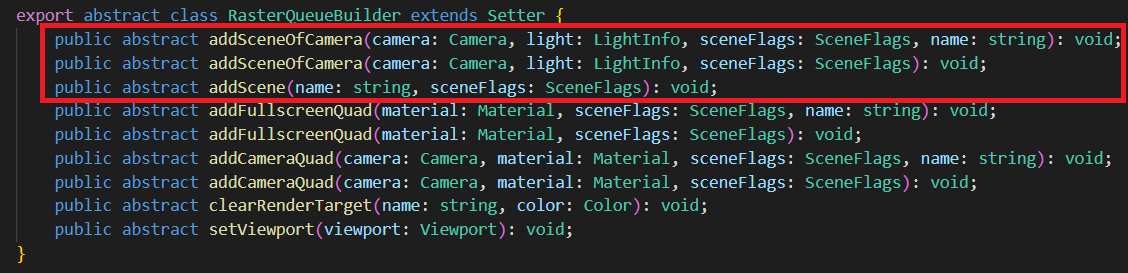 export abstract class RasterQueueBuilder extends Setter {
public abstract addSceneOfCamera(camera: Camera, light: LightInfo, sceneFlags: SceneFlags, name: string): void;
public abstract addSceneOfCamera(camera: Camera, light: LightInfo, sceneFlags: SceneFlags): void;
public abstract addScene(name: string, sceneFlags: SceneFlags): void;
public abstract addFullscreenQuad(material: Material, sceneFlags: SceneFlags, name: string): void;
public abstract addFullscreenQuad(material: Material, sceneFlags: SceneFlags): void;
public abstract addCameraQuad(camera: Camera, material: Material, sceneFlags: SceneFlags, name: string): void;
public abstract addCameraQuad(camera: Camera, material: Material, sceneFlags: SceneFlags): void;
public abstract clearRenderTarget(name: string, color: Color): void;
public abstract setViewport(viewport: Viewport): void;
}